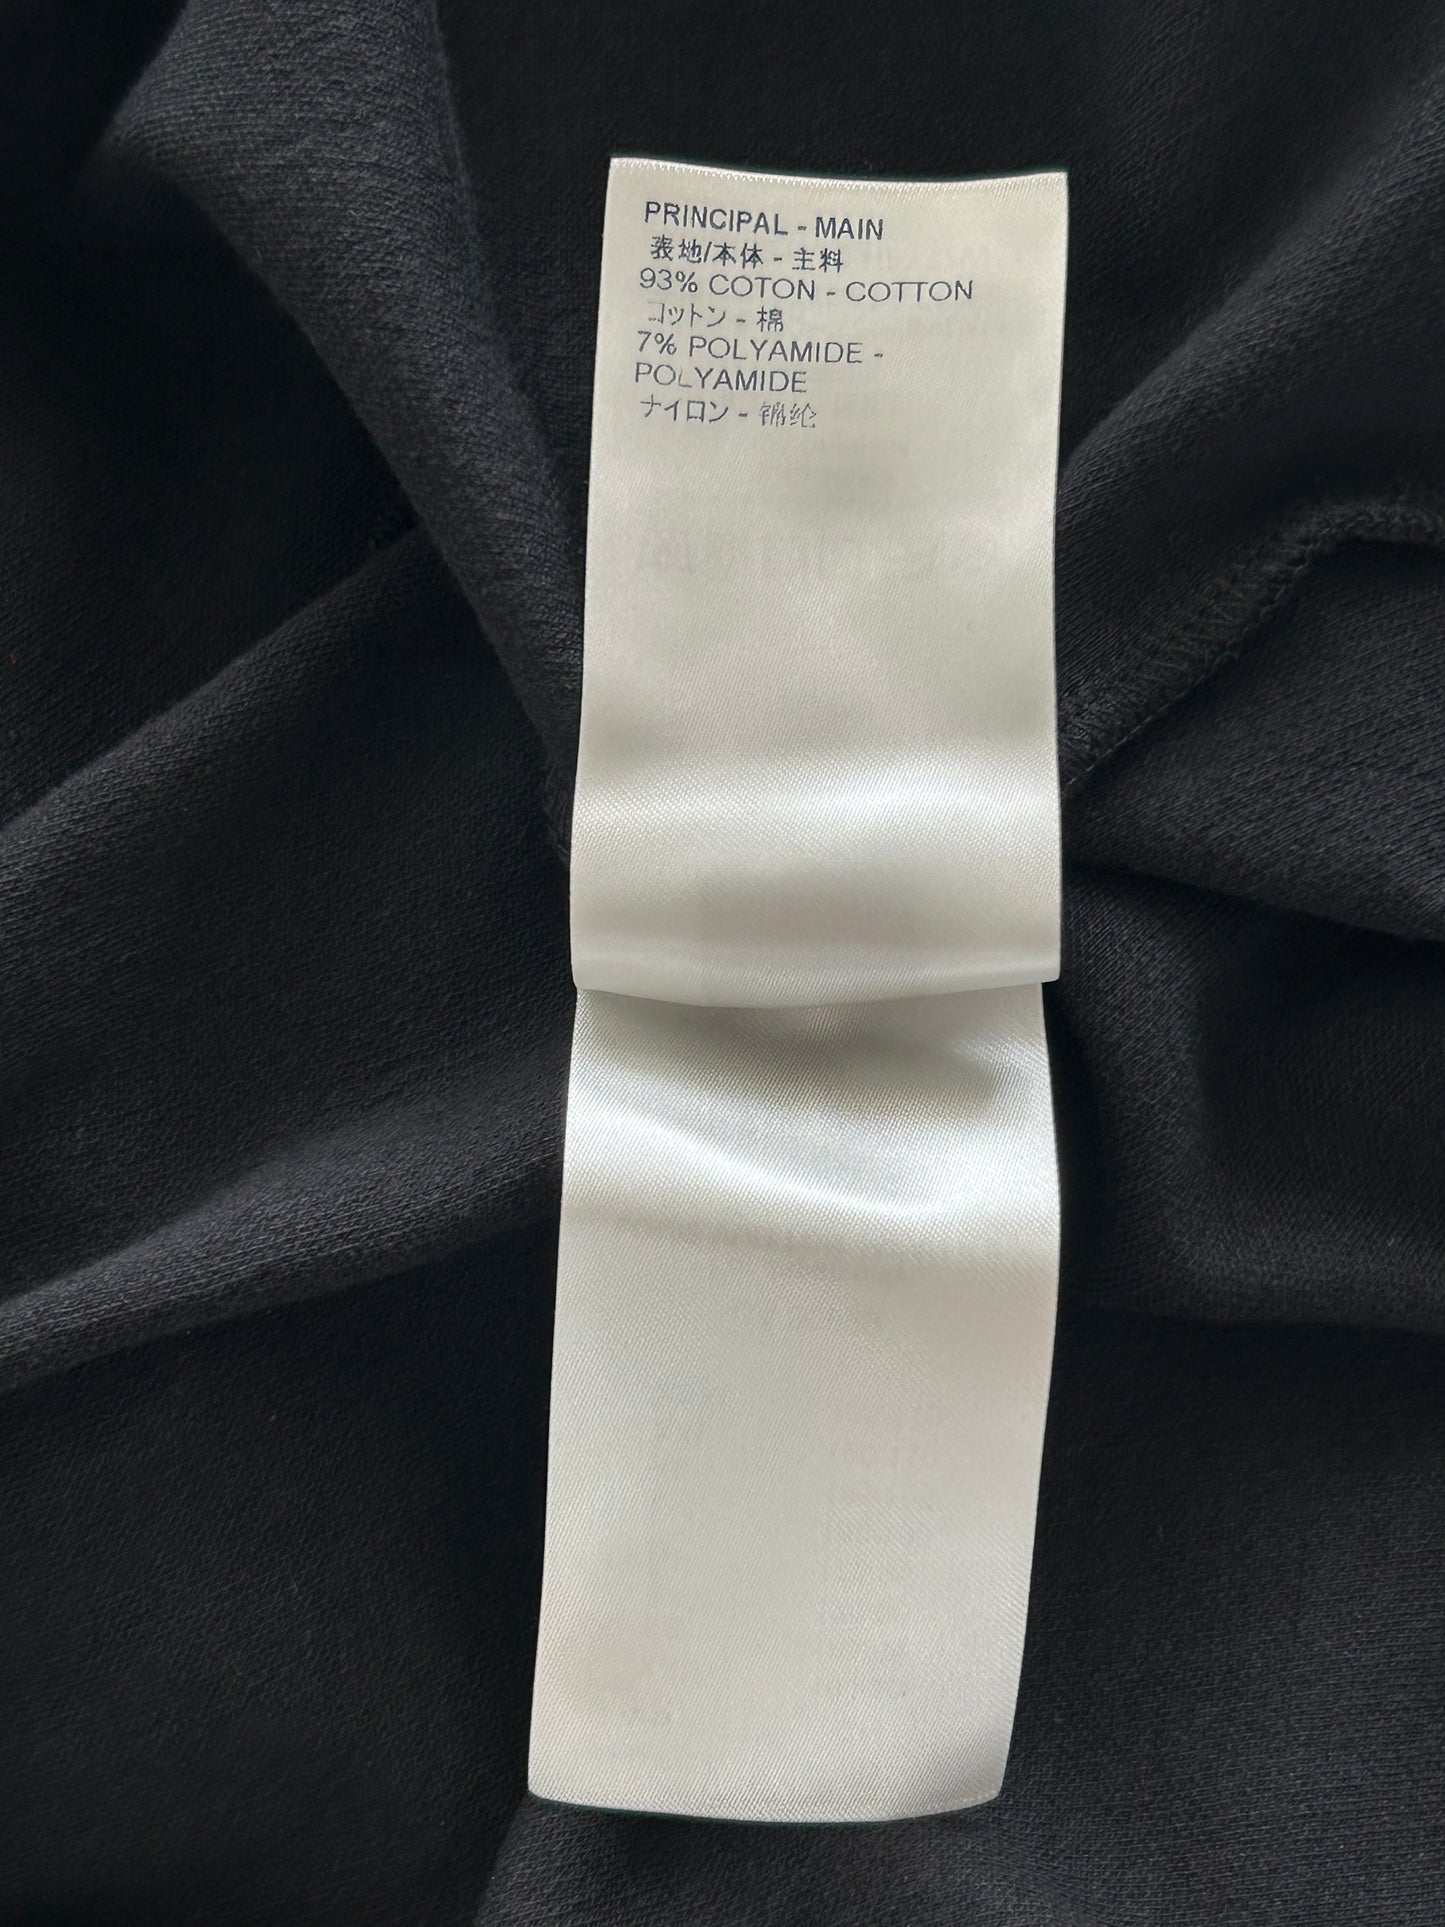 PRINCIPAL - MAIN
表地/本体 - 主料
93% COTON - COTTON
コットン - 棉
7% POLYAMIDE -
POLYAMIDE
ナイロン - 锦纶